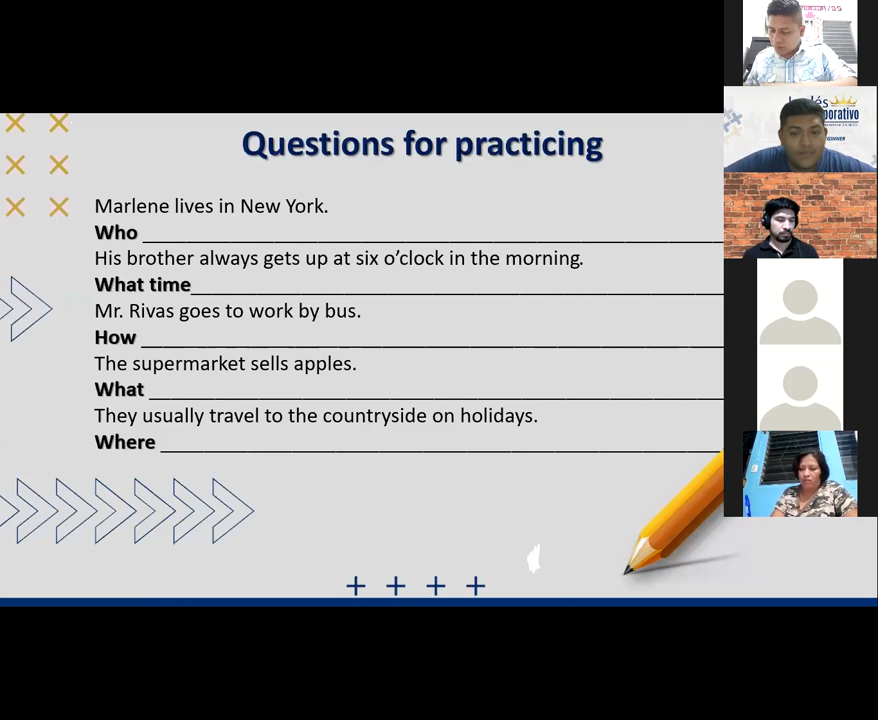 Questions for practicing
Marlene lives in New York.
Who
His brother always gets up at six o’clock in the morning.
What time
Mr. Rivas goes to work by bus.
How
The supermarket sells apples.
What
They usually travel to the countryside on holidays.
Where